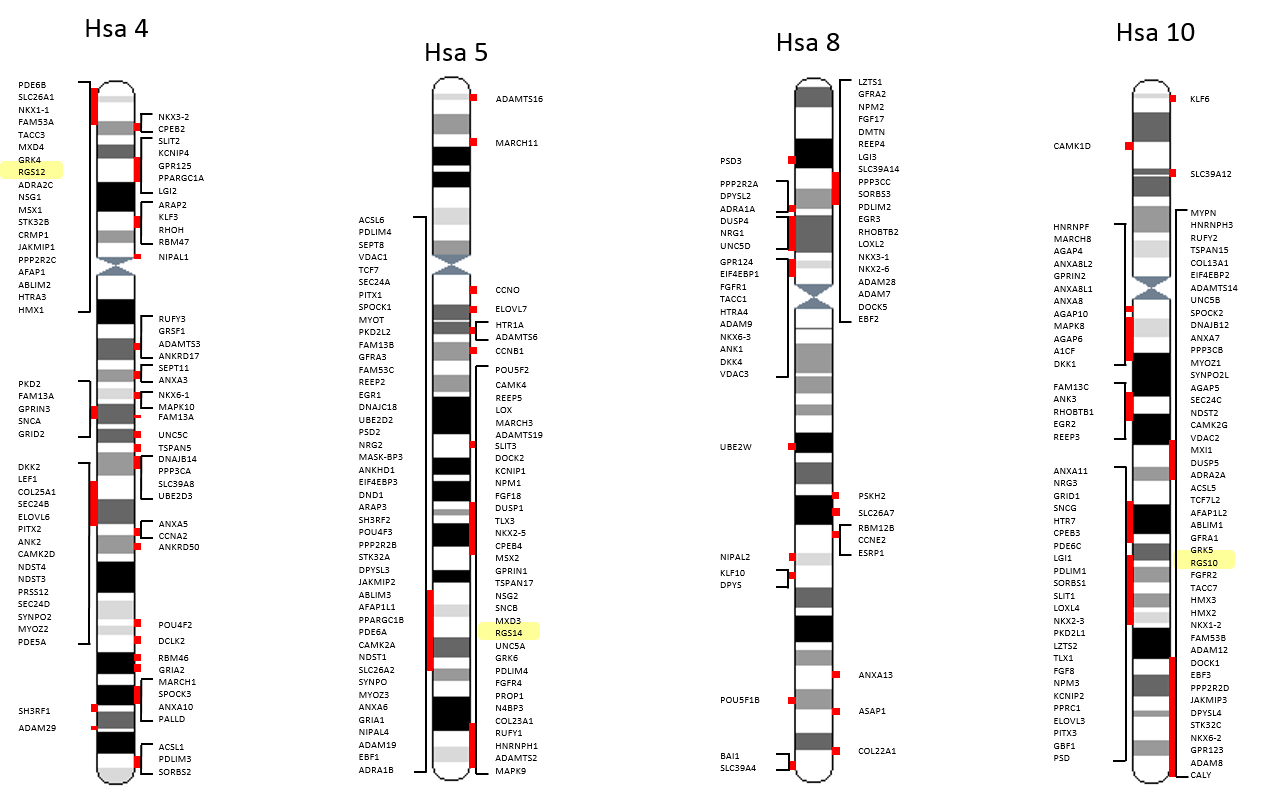 Hsa 4
PDE6B
SLC26A1
NKX1-1
FAM53A
TACC3
MXD4
GRK4
RGS12
ADRA2C
NSG1
MSX1
STK32B
CRMP1
JAKMIP1
PPP2R2C
AFAP1
ABLIM2
HTRA3
HMX1
PKD2
FAM13A
GPRIN3
SNCA
GRID2
DKK2
LEF1
COL25A1
SEC24B
ELOVL6
PITX2
ANK2
CAMK2D
NDST4
NDST3
PRSS12
SEC24D
SYNPO2
MYOZ2
PDE5A
SH3RF1
ADAM29
NKX3-2
CPEB2
SLIT2
KCNIP4
GPR125
PPARGC1A
LGI2
ARAP2
KLF3
RHOH
RBM47
NIPAL1
RUFY3
GRSF1
ADAMTS3
ANKRD17
SEPT11
ANXA3
NKX6-1
MAPK10
FAM13A
UNC5C
TSPAN5
DNAJB14
PPP3CA
SLC39A8
UBE2D3
ANXA5
CCNA2
ANKRD50
POU4F2
DCLK2
RBM46
GRIA2
MARCH1
SPOCK3
ANXA10
PALLD
ACSL1
PDLIM3
SORBS2
Hsa 5
ACSL6
PDLIM4
SEPT8
VDAC1
TCF7
SEC24A
PITX1
SPOCK1
MYOT
PKD2L2
FAM13B
GFRA3
FAM53C
REEP2
EGR1
DNAJC18
UBE2D2
PSD2
NRG2
MASK-BP3
ANKHD1
EIF4EBP3
DND1
ARAP3
SH3RF2
POU4F3
PPP2R2B
STK32A
DPYSL3
JAKMIP2
ABLIM3
AFAP1L1
PPARGC1B
PDE6A
CAMK2A
NDST1
SLC26A2
SYNPO
MYOZ3
ANXA6
GRIA1
NIPAL4
ADAM19
EBF1
ADRA1B
ADAMTS16
MARCH11
CCNO
ELOVL7
HTR1A
ADAMTS6
CCNB1
POU5F2
CAMK4
REEP5
LOX
MARCH3
ADAMTS19
SLIT3
DOCK2
KCNIP1
NPM1
FGF18
DUSP1
TLX3
NKX2-5
CPEB4
MSX2
GPRIN1
TSPAN17
NSG2
SNCB
MXD3
RGS14
UNC5A
GRK6
PDLIM4
FGFR4
PROP1
N4BP3
COL23A1
RUFY1
HNRNPH1
ADAMTS2
MAPK9
Hsa 8
PSD3
PPP2R2A
DPYSL2
ADRA1A
DUSP4
NRG1
UNC5D
GPR124
EIF4EBP1
FGFR1
TACC1
HTRA4
ADAM9
NKX6-3
ANK1
DKK4
VDAC3
UBE2W
NIPAL2
KLF10
DPYS
POU5F1B
BAI1
SLC39A4
LZTS1
GFRA2
NPM2
FGF17
DMTN
REEP4
LGI3
SLC39A14
PPP3CC
SORBS3
PDLIM2
EGR3
RHOBTB2
LOXL2
NKX3-1
NKX2-6
ADAM28
ADAM7
DOCK5
EBF2
PSKH2
SLC26A7
RBM12B
CCNE2
ESRP1
ANXA13
ASAP1
COL22A1
Hsa 10
CAMK1D
HNRNPF
MARCH8
AGAP4
ANXA8L2
GPRIN2
ANXA8L1
ANXA8
AGAP10
MAPK8
AGAP6
A1CF
DKK1
FAM13C
ANK3
RHOBTB1
EGR2
REEP3
ANXA11
NRG3
GRID1
SNCG
HTR7
CPEB3
PDE6C
LGI1
PDLIM1
SORBS1
SLIT1
LOXL4
NKX2-3
PKD2L1
LZTS2
TLX1
FGF8
NPM3
KCNIP2
PPRC1
ELOVL3
PITX3
GBF1
PSD
KLF6
SLC39A12
MYPN
HNRNPH3
RUFY2
TSPAN15
COL13A1
EIF4EBP2
ADAMTS14
UNC5B
SPOCK2
DNAJB12
ANXA7
PPP3CB
MYOZ1
SYNPO2L
AGAP5
SEC24C
NDST2
CAMK2G
VDAC2
MXI1
DUSP5
ADRA2A
ACSL5
TCF7L2
AFAP1L2
ABLIM1
GFRA1
GRK5
RGS10
FGFR2
TACC7
HMX3
HMX2
NKX1-2
FAM53B
ADAM12
DOCK1
EBF3
PPP2R2D
JAKMIP3
DPYSL4
STK32C
NKX6-2
GPR123
ADAM8
CALY